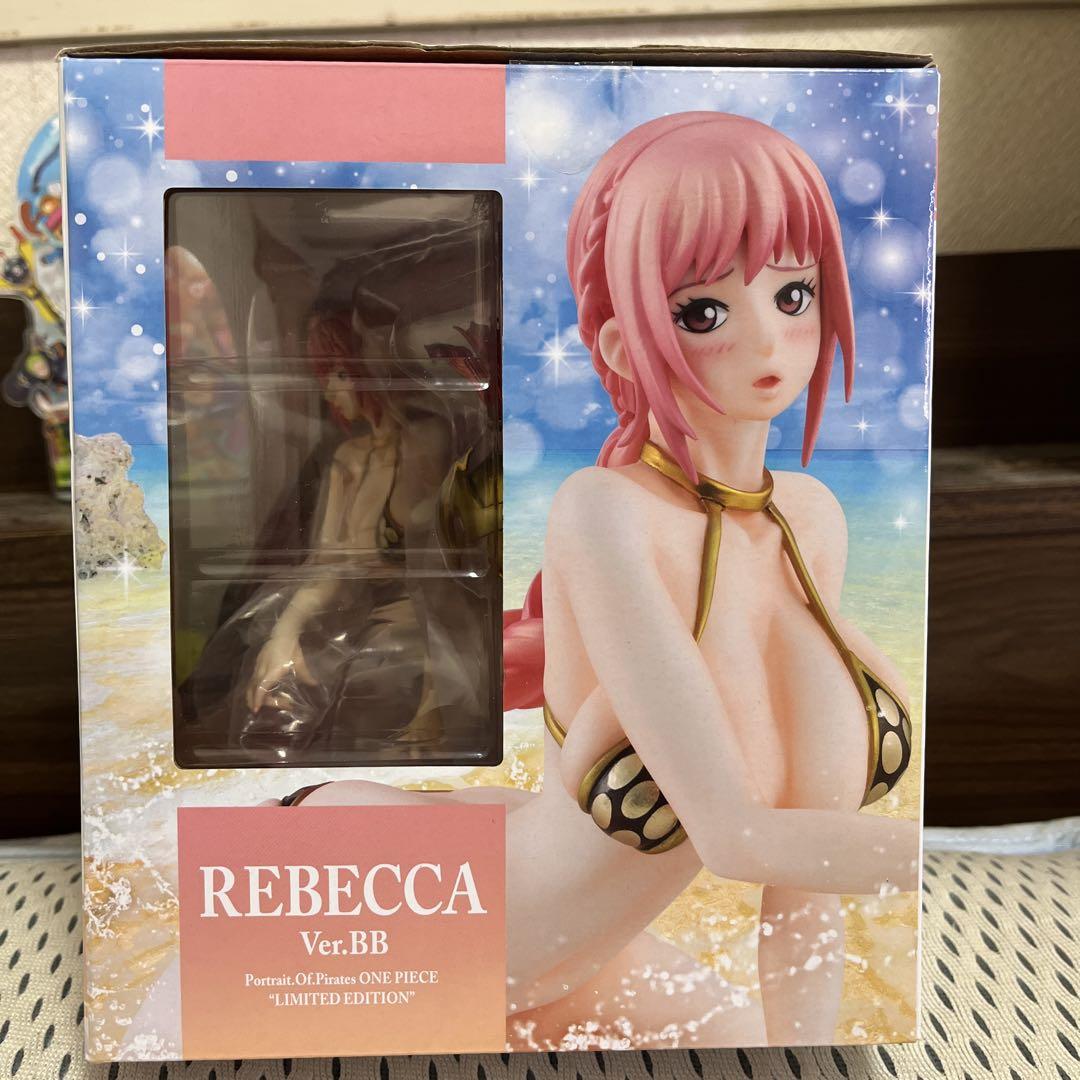 REBECCA
Ver.BB
Portrait.Of.Pirates ONE PIECE
"LIMITED EDITION"